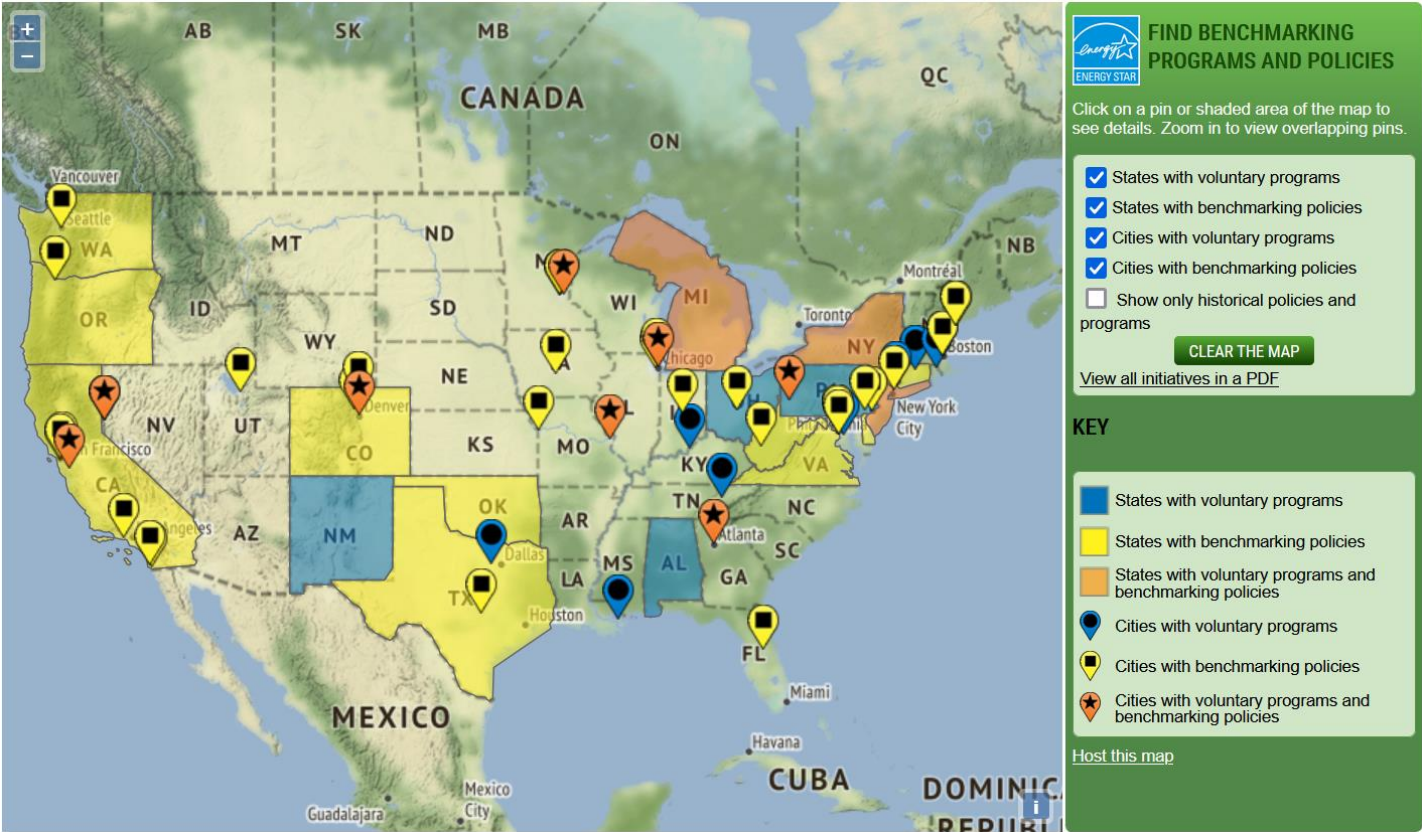 +
−
AB
SK
MB
CANADA
QC
ON
Vancouver
Seattle
WA
MT
ND
NB
Montréal
OR
ID
SD
WI
MI
Toronto
WY
NY
Boston
Chicago
NE
Denver
NV
UT
CO
KS
MO
New York
City
n Francisco
CA
KY
VA
Angeles
AZ
NM
OK
AR
TN
NC
Atlanta
SC
Dallas
MS
AL
GA
LA
TX
Houston
FL
Miami
MEXICO
Havana
CUBA
Mexico
City
Guadalajara
DOMINIC
REPUBLI
i
energy
ENERGY STAR
FIND BENCHMARKING
PROGRAMS AND POLICIES
Click on a pin or shaded area of the map to
see details. Zoom in to view overlapping pins.
States with voluntary programs
States with benchmarking policies
Cities with voluntary programs
Cities with benchmarking policies
Show only historical policies and
programs
CLEAR THE MAP
View all initiatives in a PDF
KEY
States with voluntary programs
States with benchmarking policies
States with voluntary programs and
benchmarking policies
Cities with voluntary programs
Cities with benchmarking policies
Cities with voluntary programs and
benchmarking policies
Host this map